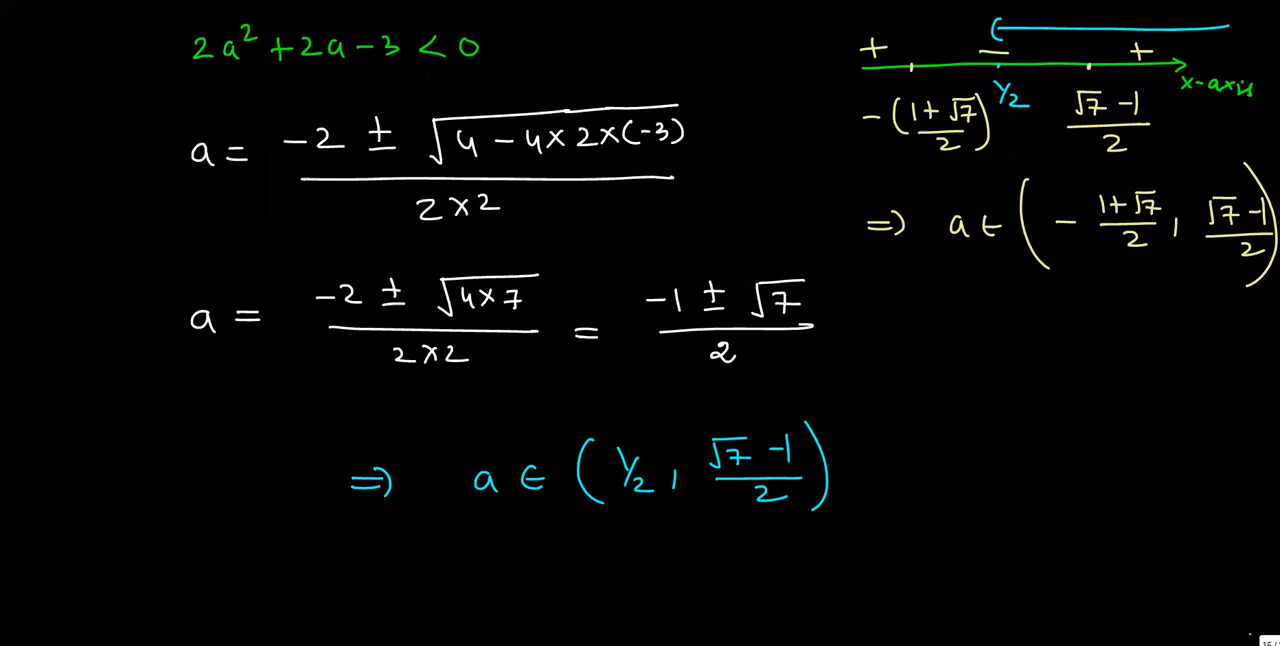 2a² + 2a - 3 < 0
+ - +
x-axis
-(1+√7)/2 1/2 (√7 -1)/2
a = (-2 ± √(4 - 4×2×(-3)))/(2×2)
⇒ a ∈ (- (1+√7)/2, (√7 -1)/2)
a = (-2 ± √(4×7))/(2×2) = (-1 ± √7)/2
⇒ a ∈ (1/2, (√7 -1)/2)